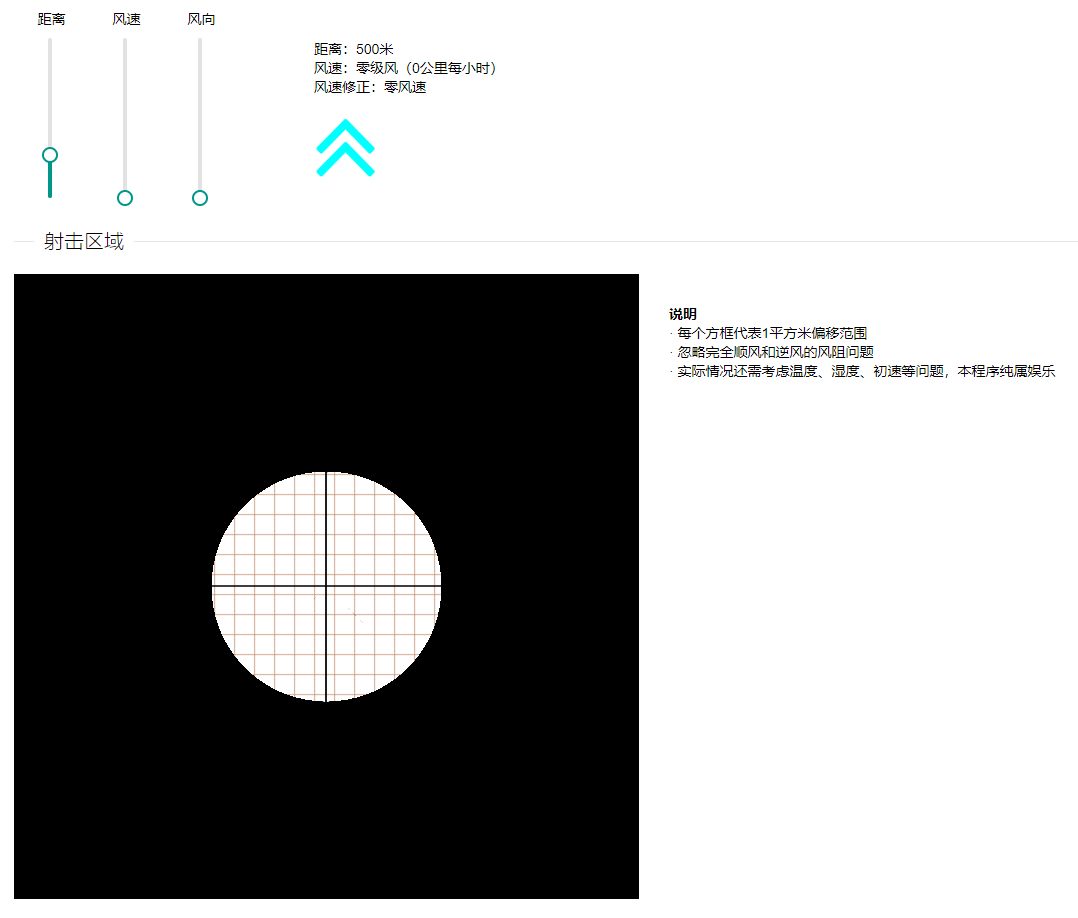 距离 风速 风向
距离：500米
风速：零级风（0公里每小时）
风速修正：零风速
射击区域
说明
· 每个方框代表1平方米偏移范围
· 忽略完全顺风和逆风的风阻问题
· 实际情况还需考虑温度、湿度、初速等问题，本程序纯属娱乐